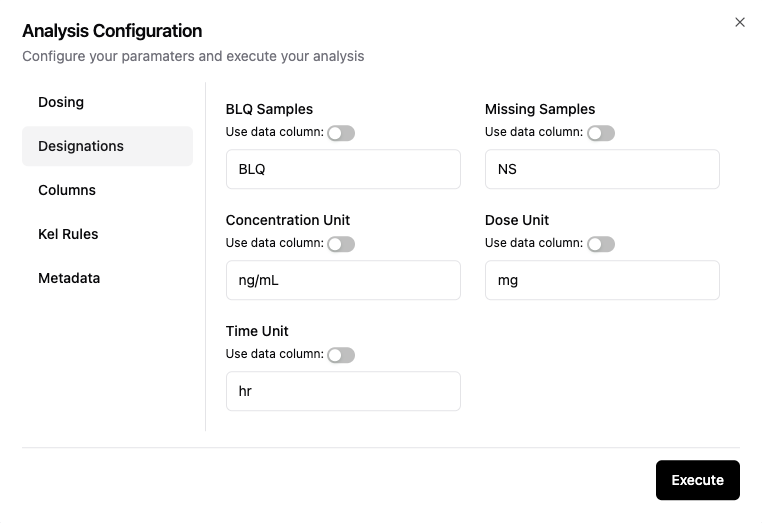 Analysis Configuration
Configure your paramaters and execute your analysis
Dosing
Designations
Columns
Kel Rules
Metadata
BLQ Samples
Use data column:
BLQ
Missing Samples
Use data column:
NS
Concentration Unit
Use data column:
ng/mL
Dose Unit
Use data column:
mg
Time Unit
Use data column:
hr
Execute